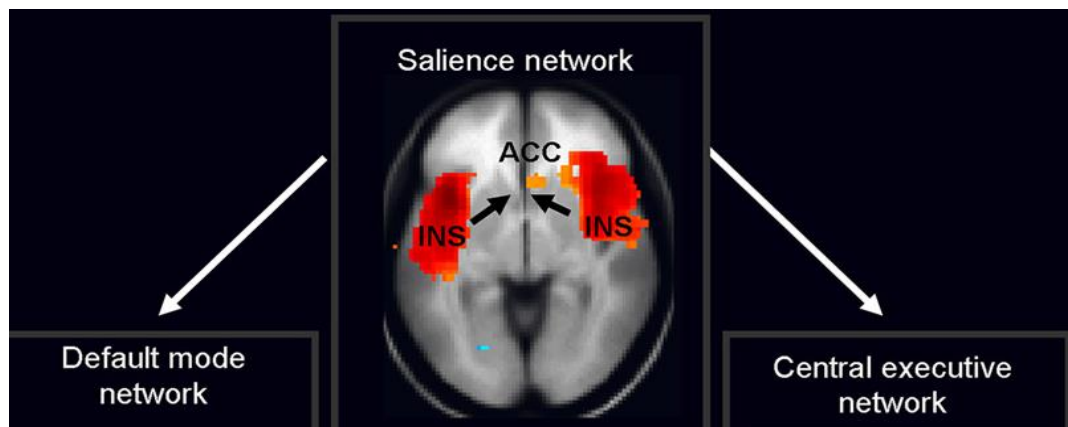 Salience network
ACC
INS
INS
Default mode
network
Central executive
network